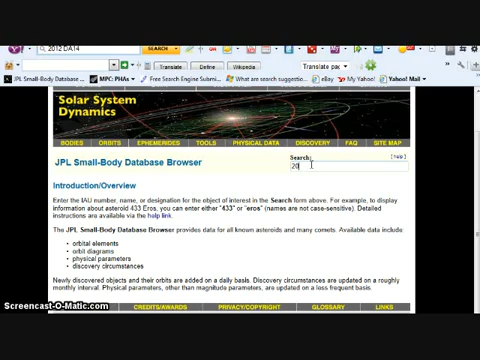 2012 DA14
SEARCH
Translate Define Wikipedia Translate page
JPL Small-Body Database ... MPC: PHAs Free Search Engine Submi... What are search suggestio... eBay My Yahoo! Yahoo! Mail
Solar System
Dynamics
BODIES ORBITS EPHEMERIDES TOOLS PHYSICAL DATA DISCOVERY FAQ SITE MAP
JPL Small-Body Database Browser
Search:
[ help ]
20
Introduction/Overview
Enter the IAU number, name, or designation for the object of interest in the Search form above. For example, to display
information about asteroid 433 Eros, you can enter either "433" or "eros" (names are not case-sensitive). Detailed
instructions are available via the help link.
The JPL Small-Body Database Browser provides data for all known asteroids and many comets. Available data include:
• orbital elements
• orbit diagrams
• physical parameters
• discovery circumstances
Newly discovered objects and their orbits are added on a daily basis. Discovery circumstances are updated on a roughly
monthly interval. Physical parameters, other than magnitude parameters, are updated on a less frequent basis.
CREDITS/AWARDS PRIVACY/COPYRIGHT GLOSSARY LINKS
Screencast-O-Matic.com